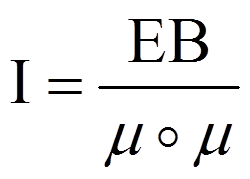 I = EB / μ ∘ μ